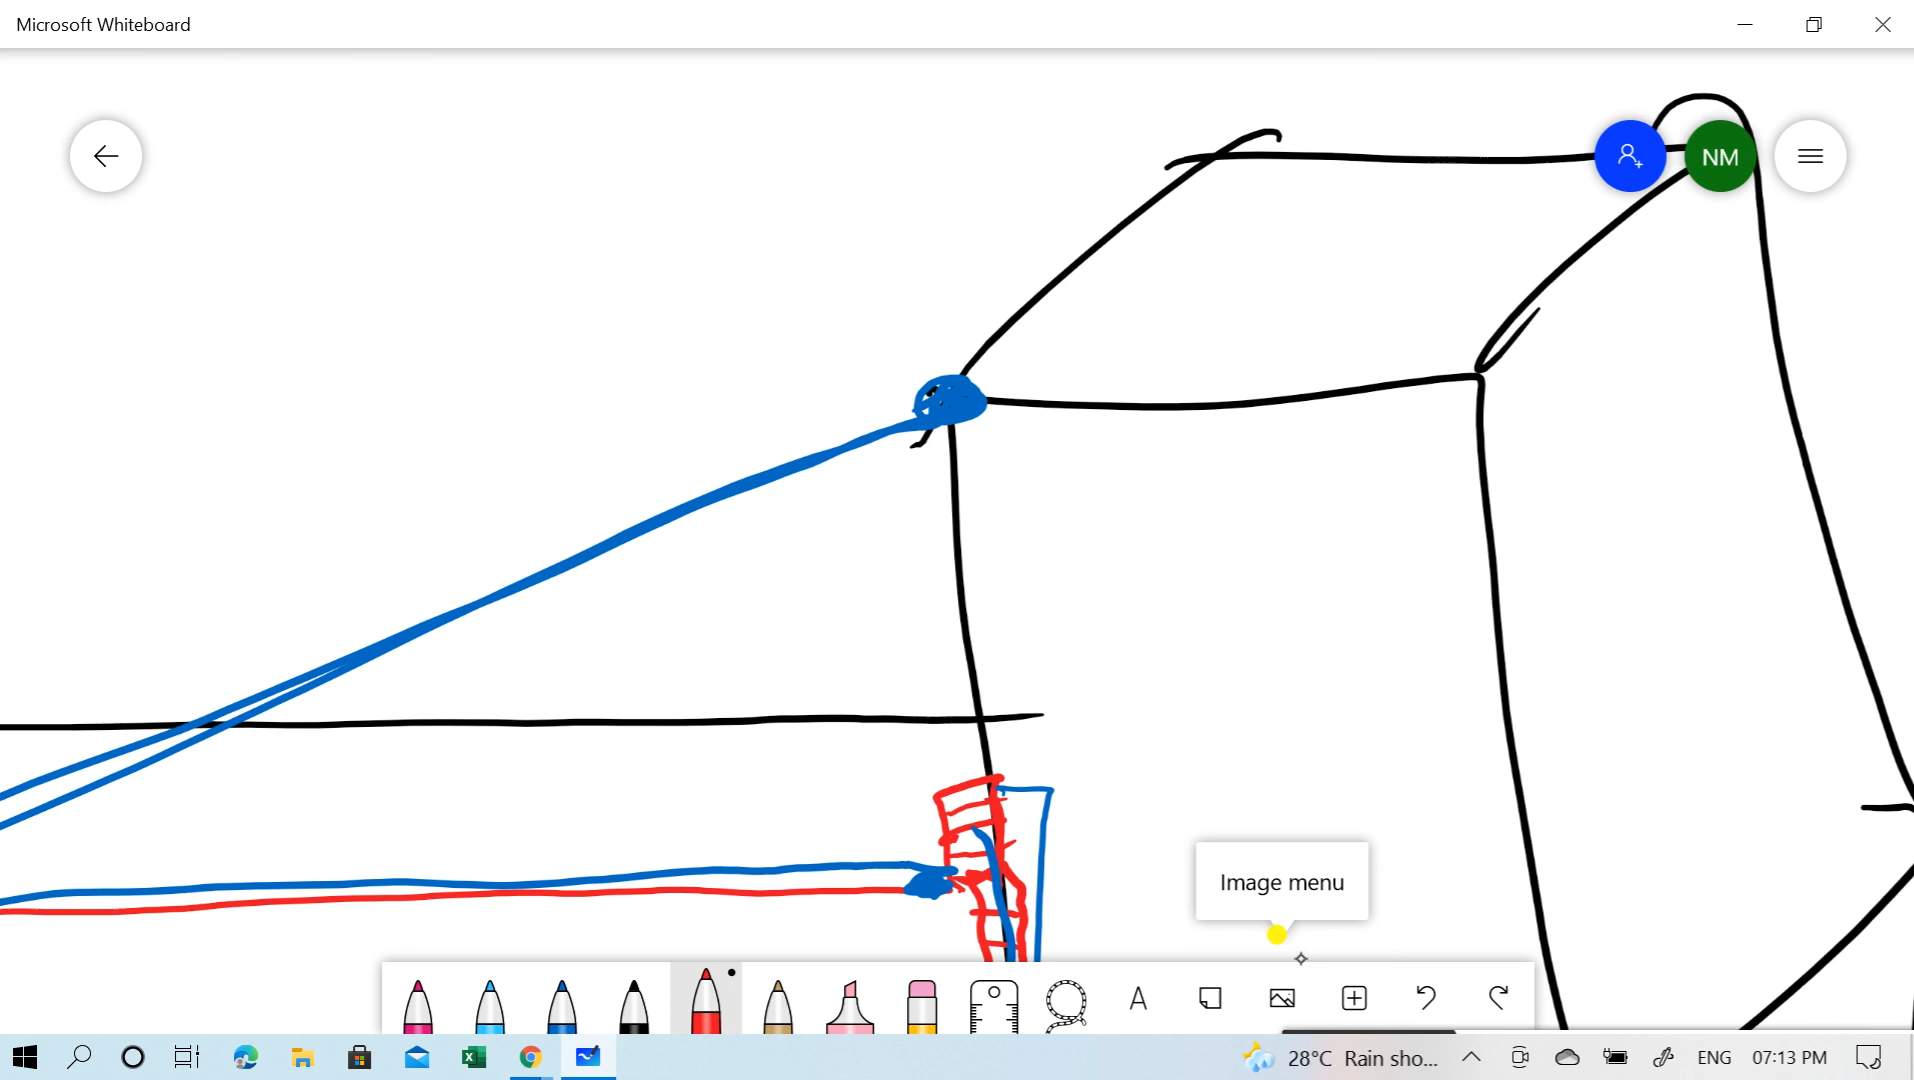 Microsoft Whiteboard
NM
Image menu
A
28°C Rain sho...
ENG
07:13 PM